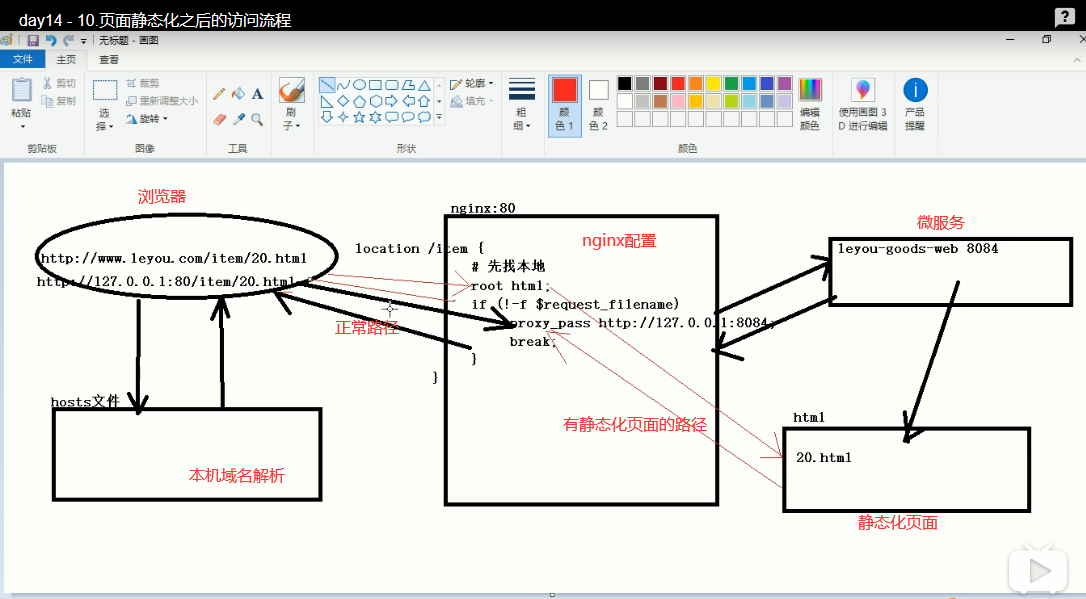 day14 - 10.页面静态化之后的访问流程
无标题 - 画图
文件
主页
查看
粘贴
剪切
复制
剪贴板
选择
裁剪
重新调整大小
旋转
图像
A
工具
刷子
轮廓
填充
形状
粗细
颜色 1
颜色 2
编辑颜色
颜色
使用画图 3D 进行编辑
产品提醒
浏览器
http://www.leyou.com/item/20.html
http://127.0.0.1:80/item/20.html
正常路径
hosts文件
本机域名解析
nginx:80
nginx配置
location /item {
# 先找本地
root html;
if (!-f $request_filename)
proxy_pass http://127.0.0.1:8084;
break;
}
}
有静态化页面的路径
微服务
leyou-goods-web 8084
html
20.html
静态化页面